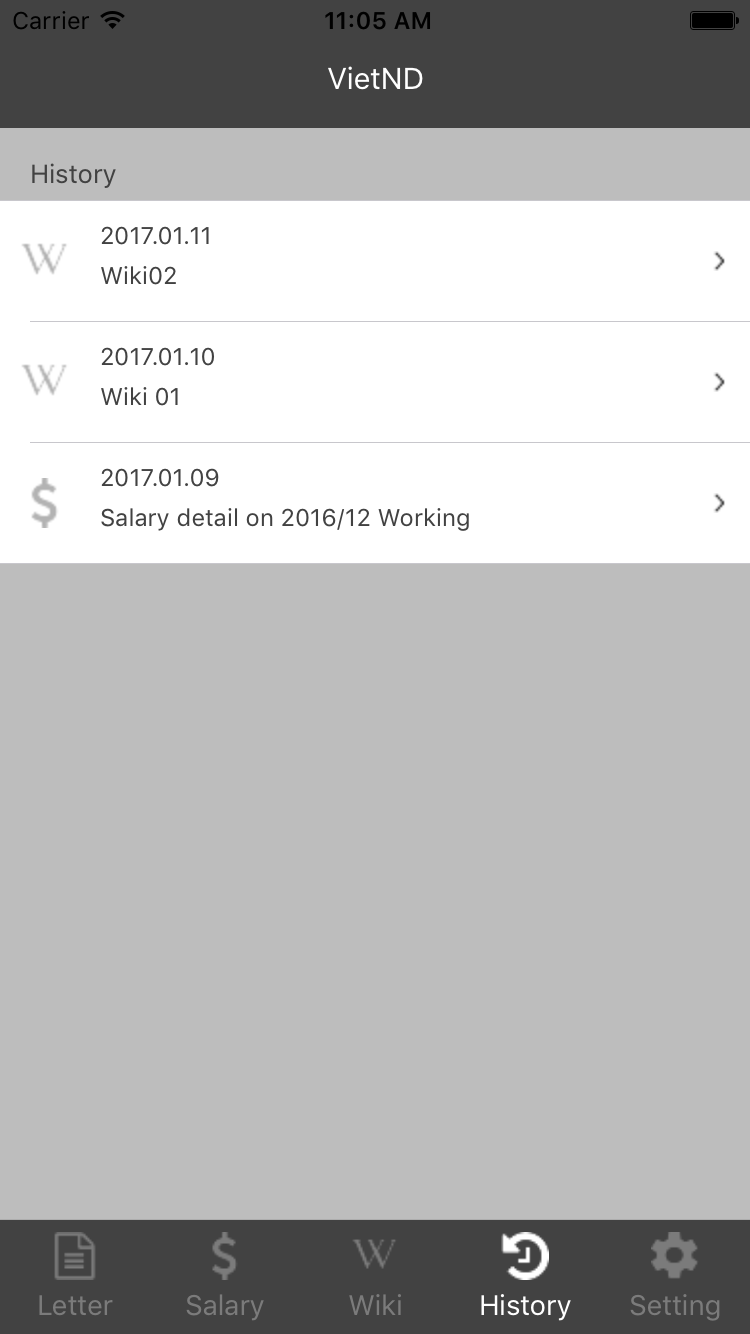 Carrier 11:05 AM
VietND
History
2017.01.11
Wiki02
2017.01.10
Wiki 01
2017.01.09
Salary detail on 2016/12 Working
Letter Salary Wiki History Setting